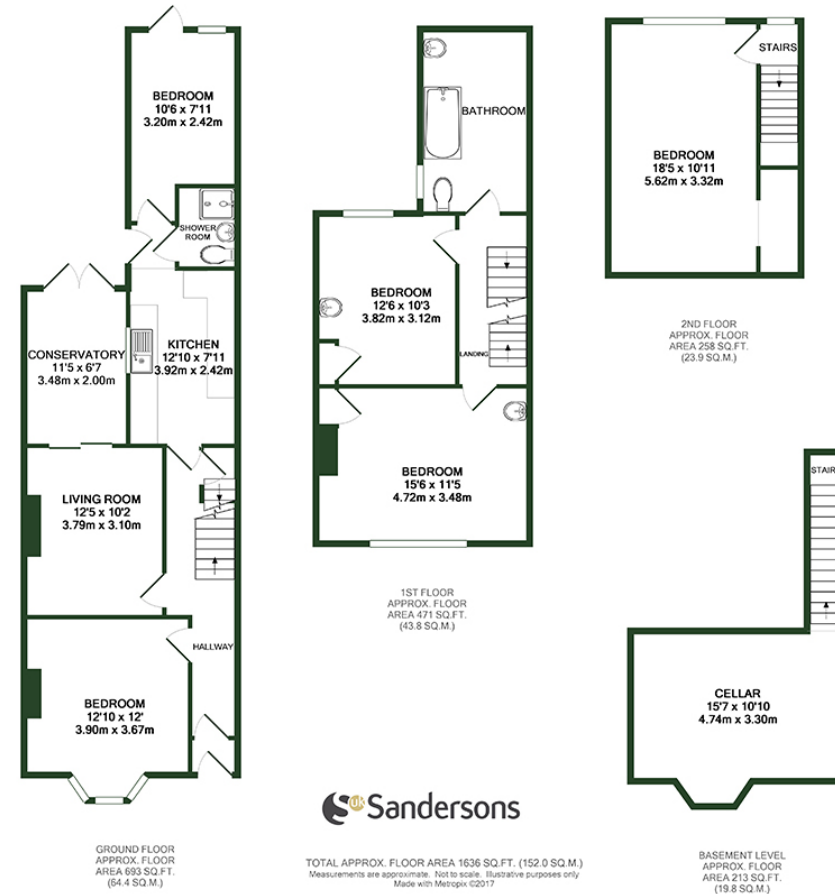 BEDROOM
10'6 x 7'11
3.20m x 2.42m
SHOWER
ROOM
KITCHEN
12'10 x 7'11
3.92m x 2.42m
CONSERVATORY
11'5 x 6'7
3.48m x 2.00m
LIVING ROOM
12'5 x 10'2
3.79m x 3.10m
HALLWAY
BEDROOM
12'10 x 12'
3.90m x 3.67m
GROUND FLOOR
APPROX. FLOOR
AREA 693 SQ.FT.
(64.4 SQ.M.)
BATHROOM
BEDROOM
12'6 x 10'3
3.82m x 3.12m
LANDING
BEDROOM
15'6 x 11'5
4.72m x 3.48m
1ST FLOOR
APPROX. FLOOR
AREA 471 SQ.FT.
(43.8 SQ.M.)
STAIRS
BEDROOM
18'5 x 10'11
5.62m x 3.32m
2ND FLOOR
APPROX. FLOOR
AREA 258 SQ.FT.
(23.9 SQ.M.)
STAIR
CELLAR
15'7 x 10'10
4.74m x 3.30m
BASEMENT LEVEL
APPROX. FLOOR
AREA 213 SQ.FT.
(19.8 SQ.M.)
uk Sandersons
TOTAL APPROX. FLOOR AREA 1636 SQ.FT. (152.0 SQ.M.)
Measurements are approximate. Not to scale. Illustrative purposes only
Made with Metropix ©2017